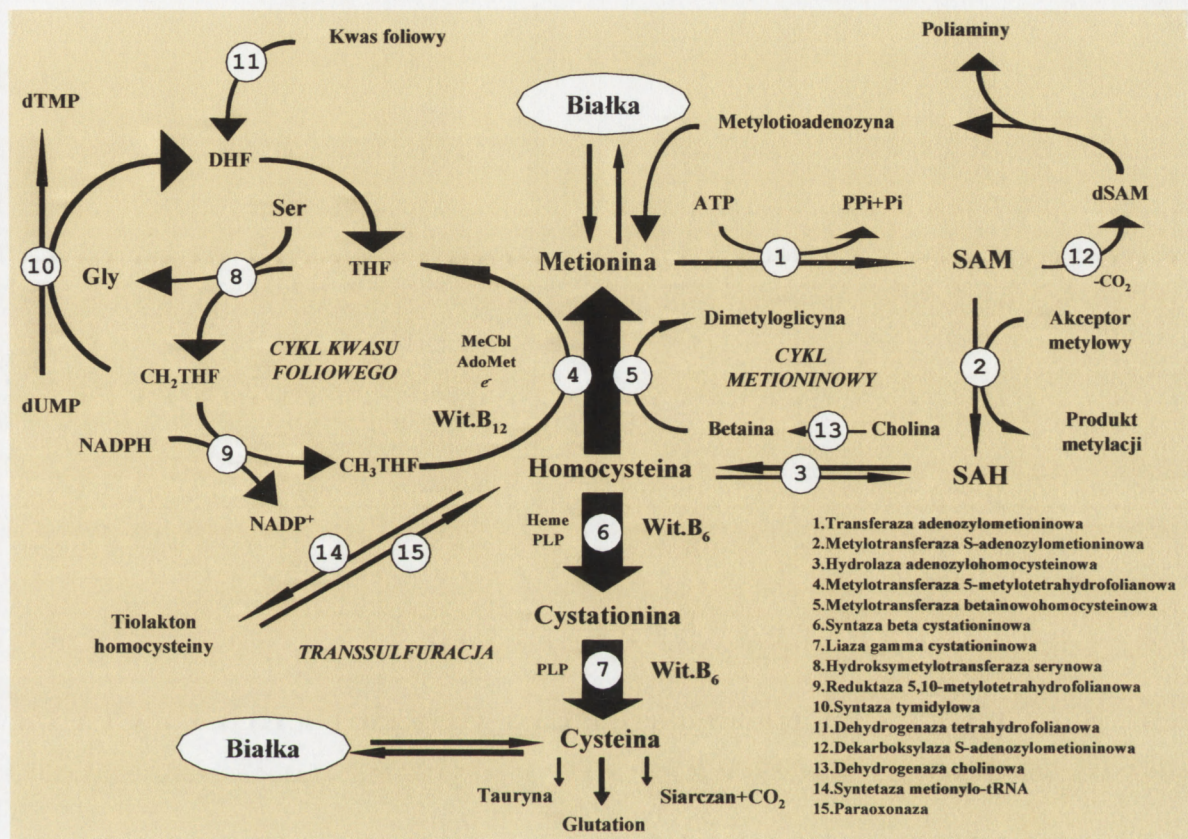 Poliaminy
Kwas foliowy
11
dTMP
Białka
Metylotioadenozyna
DHF
dSAM
Ser
ATP
PPi+Pi
10
Gly
8
THF
Metionina
1
SAM
12
-CO2
Dimetyloglicyna
Akceptor
metylowy
CYKL KWASU
FOLIOWEGO
MeCbl
AdoMet
e-
CYKL
METIONINOWY
4
5
2
CH2THF
dUMP
Wit.B12
Betaina
13
Cholina
Produkt
metylacji
NADPH
9
CH3THF
Homocysteina
3
SAH
NADP+
Heme
PLP
6
Wit.B6
14
15
Tiolakton
homocysteiny
Cystationina
TRANSSULFURACJA
PLP
7
Wit.B6
Białka
Cysteina
Tauryna
Siarczan+CO2
Glutation
1.Transferaza adenozylometioninowa
2.Metylotransferaza S-adenozylometioninowa
3.Hydrolaza adenozylohomocysteinowa
4.Metylotransferaza 5-metylotetrahydrofolianowa
5.Metylotransferaza betainowohomocysteinowa
6.Syntaza beta cystationinowa
7.Liaza gamma cystationinowa
8.Hydroksymetylotransferaza serynowa
9.Reduktaza 5,10-metylotetrahydrofolianowa
10.Syntaza tymidylowa
11.Dehydrogenaza tetrahydrofolianowa
12.Dekarboksylaza S-adenozylometioninowa
13.Dehydrogenaza cholinowa
14.Syntetaza metionylo-tRNA
15.Paraoxonaza